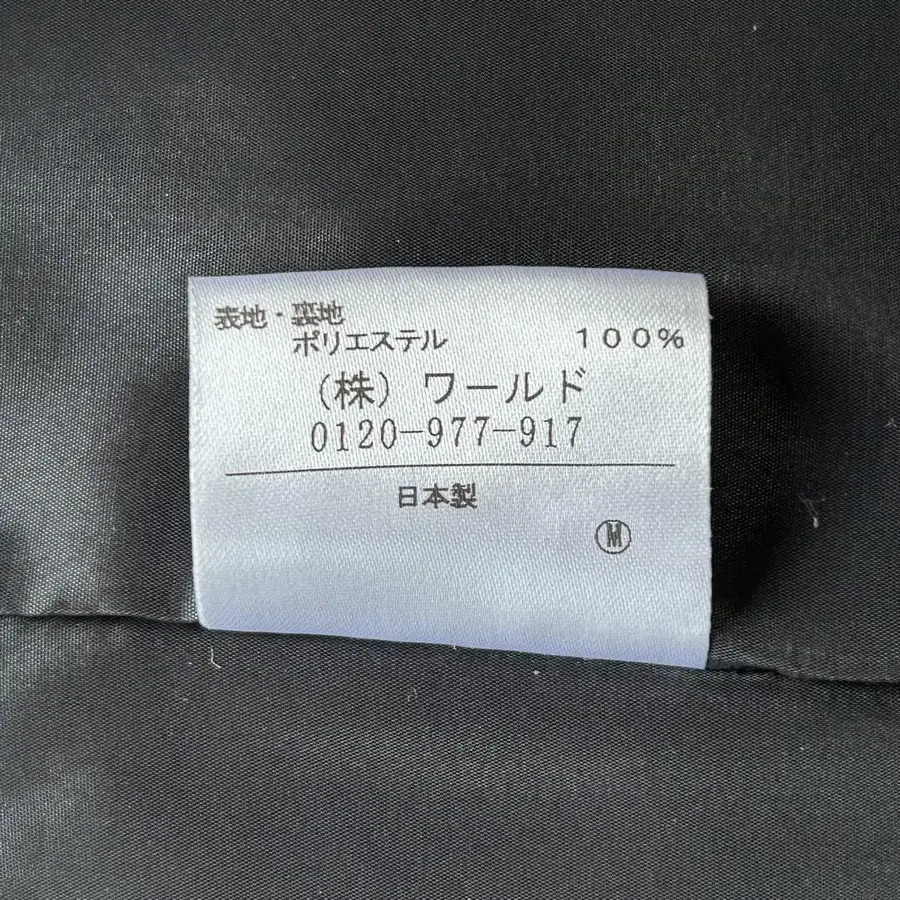 表地・裏地
ポリエステル　100%
(株) ワールド
0120-977-917
日本製
Ⓜ